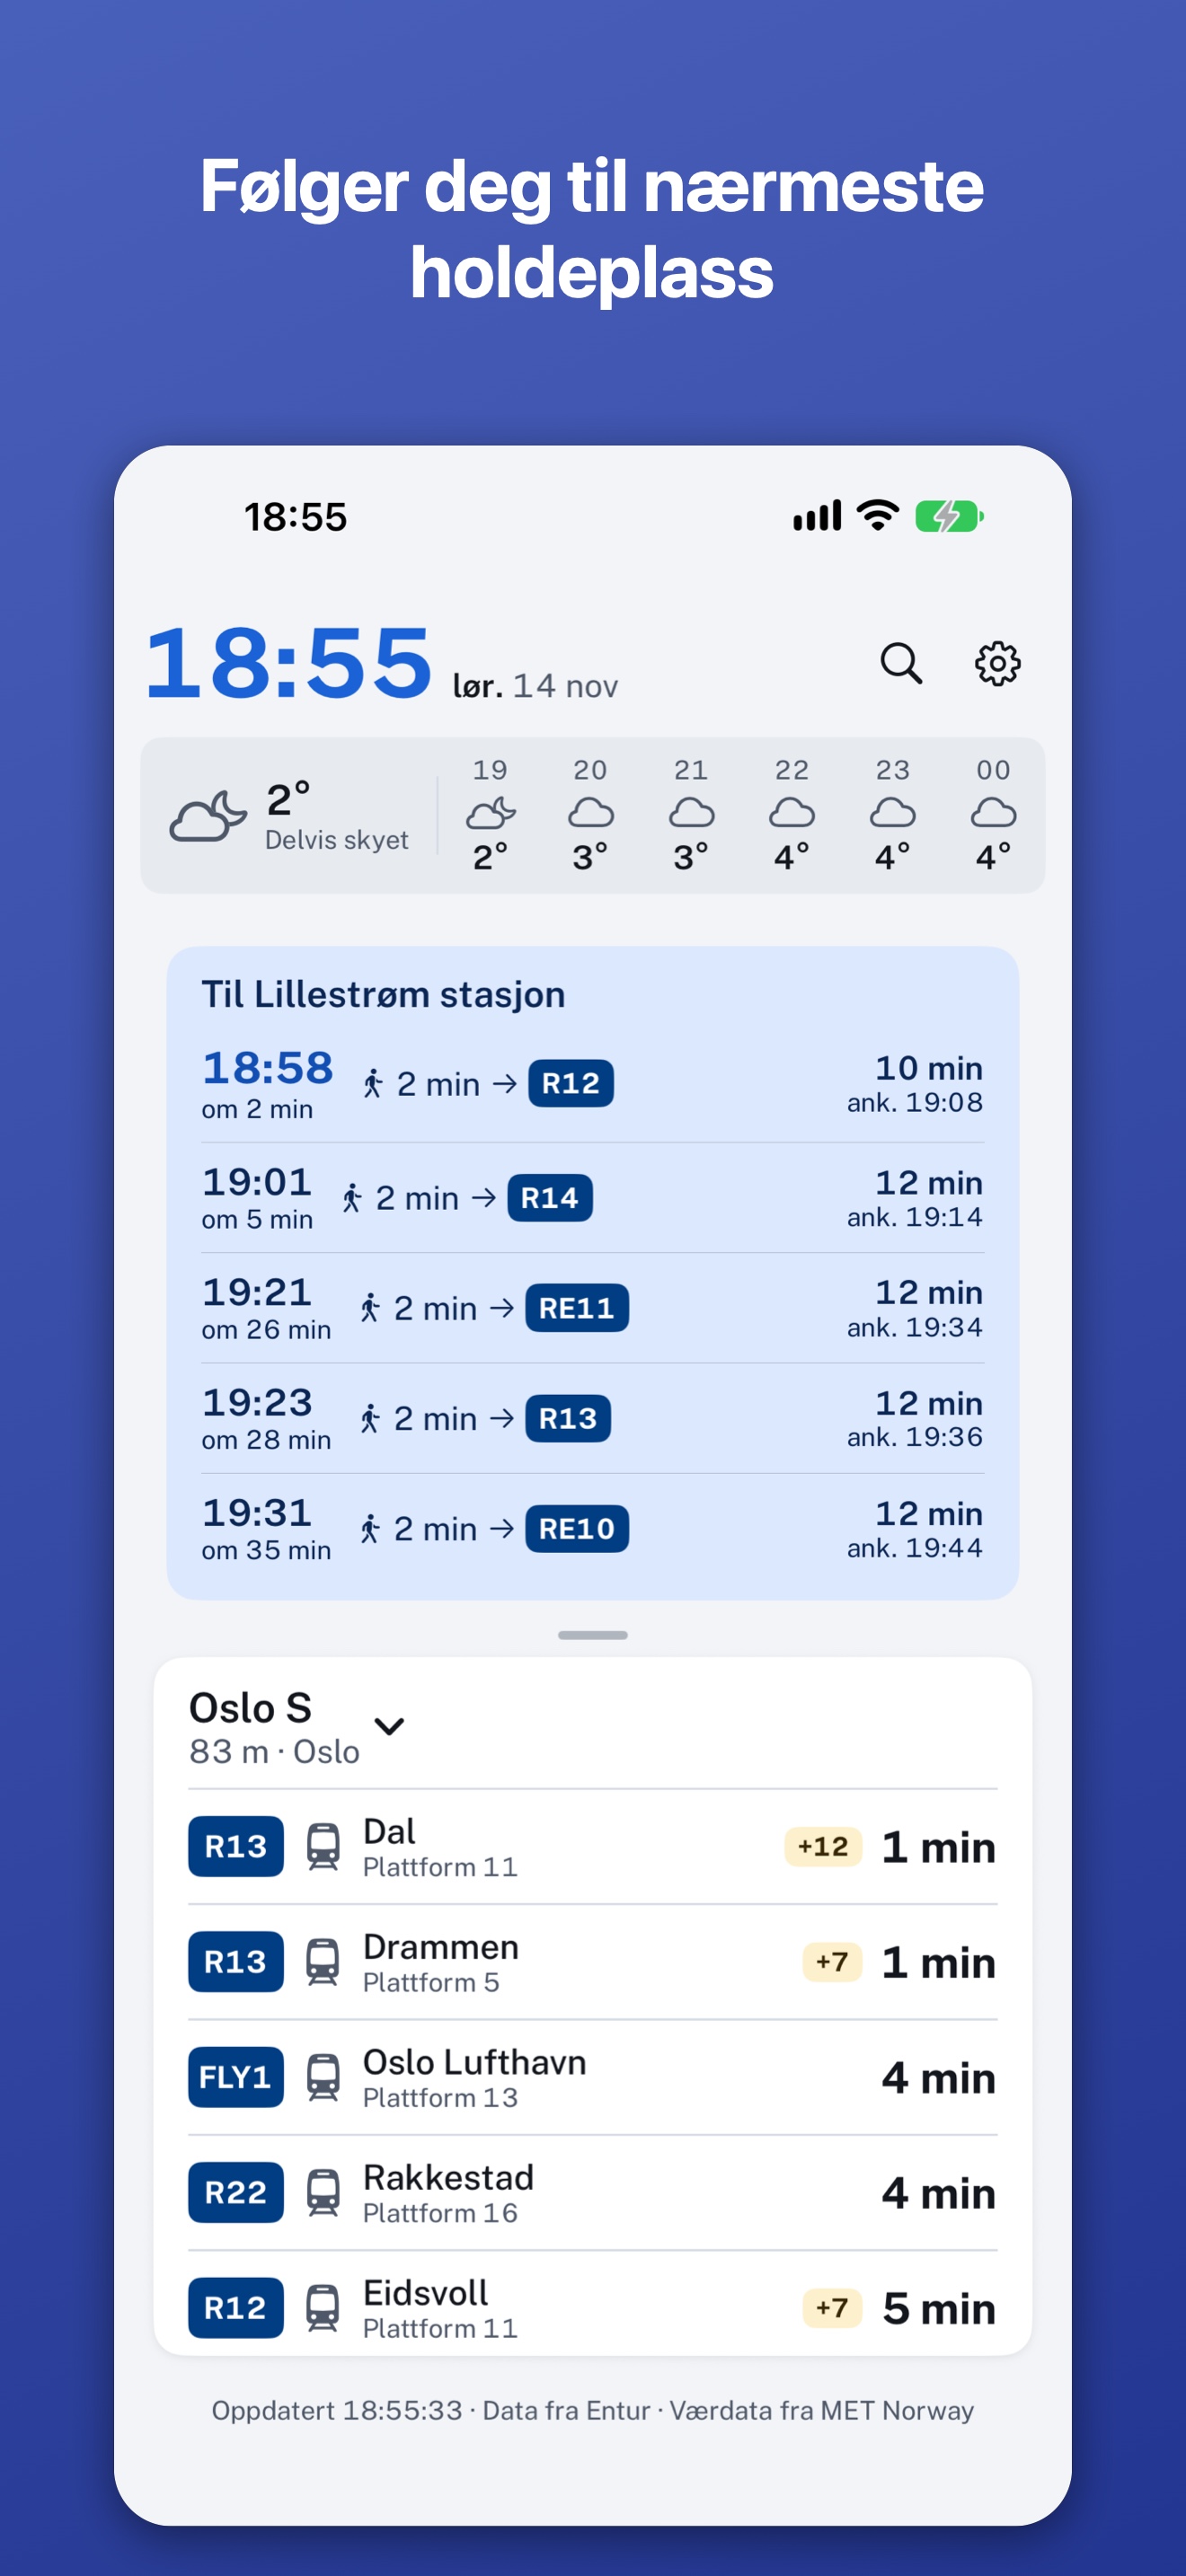 Følger deg til nærmeste
holdeplass
18:55
18:55 lør. 14 nov
2°
Delvis skyet
19 20 21 22 23 00
2° 3° 3° 4° 4° 4°
Til Lillestrøm stasjon
18:58 2 min → R12 10 min
om 2 min ank. 19:08
19:01 2 min → R14 12 min
om 5 min ank. 19:14
19:21 2 min → RE11 12 min
om 26 min ank. 19:34
19:23 2 min → R13 12 min
om 28 min ank. 19:36
19:31 2 min → RE10 12 min
om 35 min ank. 19:44
Oslo S
83 m · Oslo
R13 Dal +12 1 min
Plattform 11
R13 Drammen +7 1 min
Plattform 5
FLY1 Oslo Lufthavn 4 min
Plattform 13
R22 Rakkestad 4 min
Plattform 16
R12 Eidsvoll +7 5 min
Plattform 11
Oppdatert 18:55:33 · Data fra Entur · Værdata fra MET Norway